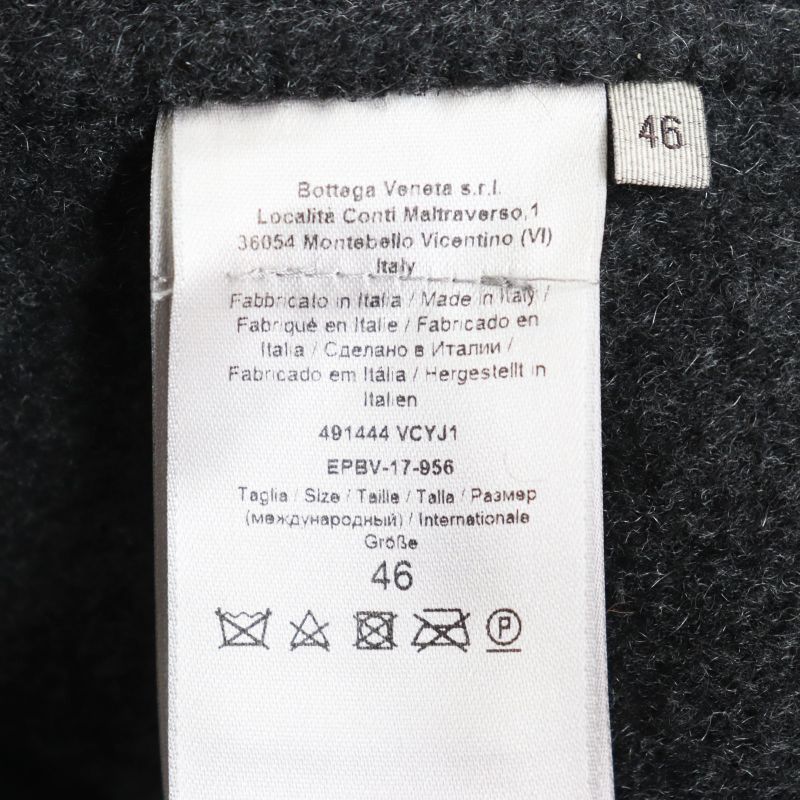 46
Bottega Veneta s.r.l.
Località Conti Maltraverso,1
36054 Montebello Vicentino (VI)
Italy
Fabbricato in Italia / Made in Italy /
Fabriqué en Italie / Fabricado en
Italia / Сделано в Италии /
Fabricado em Itália / Hergestellt in
Italien
491444 VCYJ1
EPBV-17-956
Taglia / Size / Taille / Talla / Размер
(международный) / Internationale
Größe
46
P